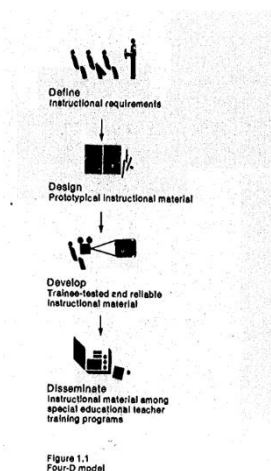 Define
Instructional requirements
Design
Prototypical instructional material
Develop
Trainee-tested and reliable
instructional material
Disseminate
Instructional material among
special educational teacher
training programs
Figure 1.1
Four-D model